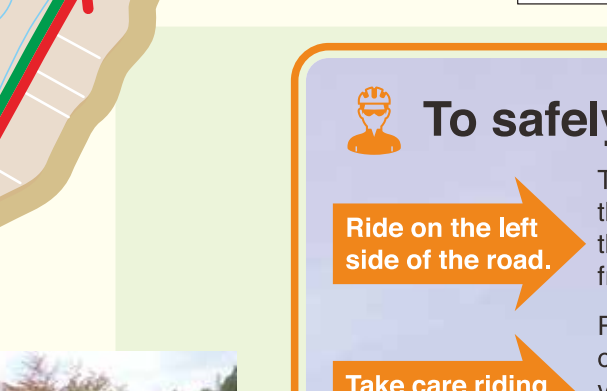 To safely
Ride on the left
side of the road.
Take care riding